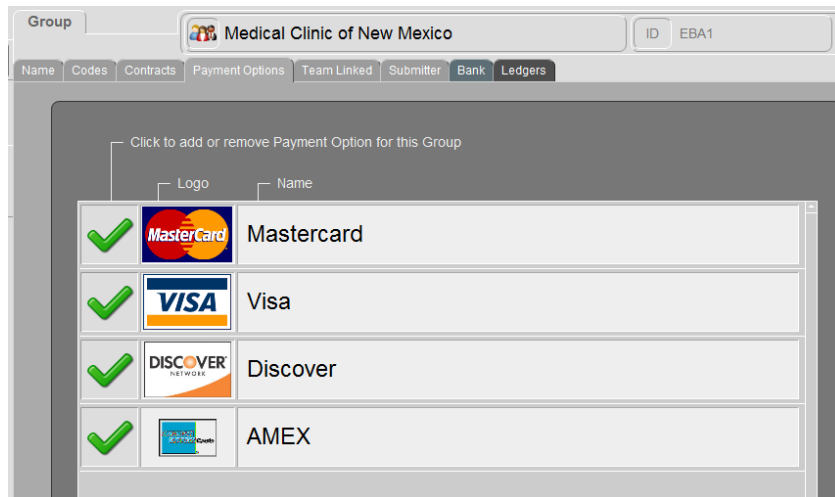 Group
Medical Clinic of New Mexico
ID EBA1
Name Codes Contracts Payment Options Team Linked Submitter Bank Ledgers
Click to add or remove Payment Option for this Group
Logo Name
MasterCard Mastercard
VISA Visa
DISCOVER
NETWORK
Discover
Cards
AMEX